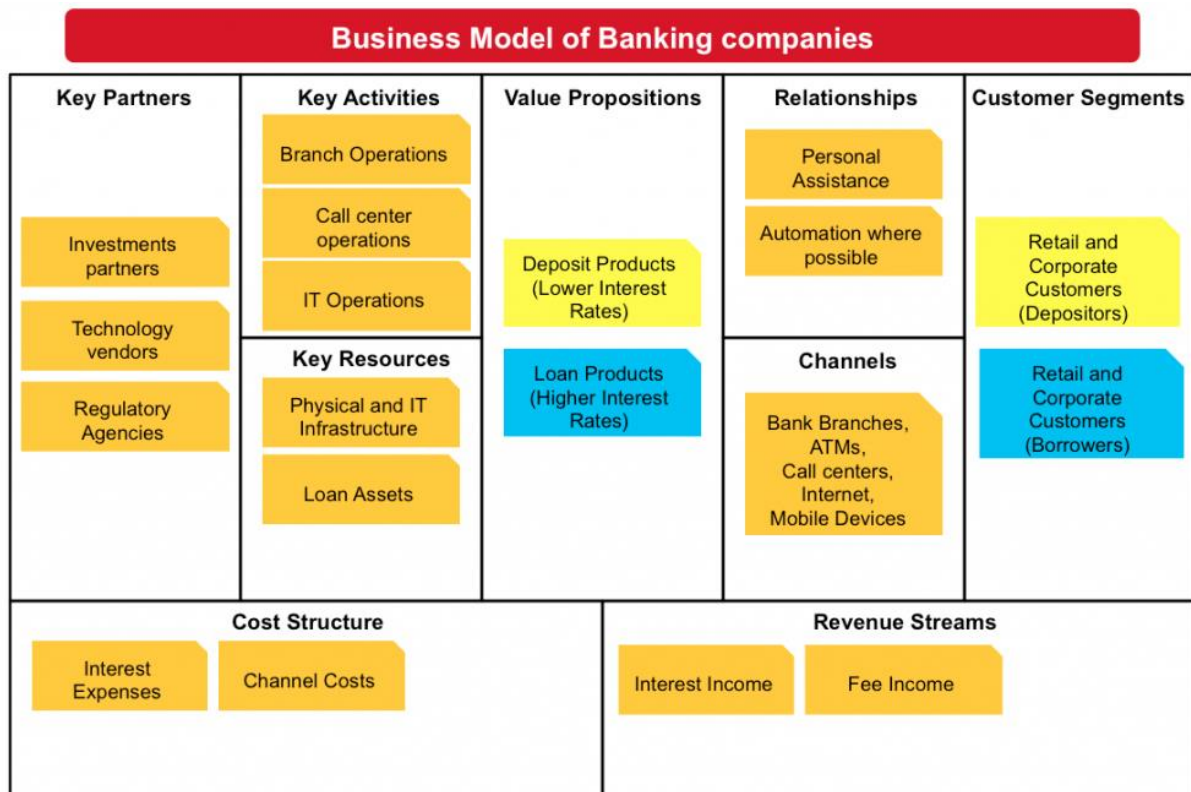 Business Model of Banking companies
Key Partners
Investments
partners
Technology
vendors
Regulatory
Agencies
Key Activities
Branch Operations
Call center
operations
IT Operations
Key Resources
Physical and IT
Infrastructure
Loan Assets
Value Propositions
Deposit Products
(Lower Interest
Rates)
Loan Products
(Higher Interest
Rates)
Relationships
Personal
Assistance
Automation where
possible
Channels
Bank Branches,
ATMs,
Call centers,
Internet,
Mobile Devices
Customer Segments
Retail and
Corporate
Customers
(Depositors)
Retail and
Corporate
Customers
(Borrowers)
Cost Structure
Interest
Expenses
Channel Costs
Revenue Streams
Interest Income
Fee Income